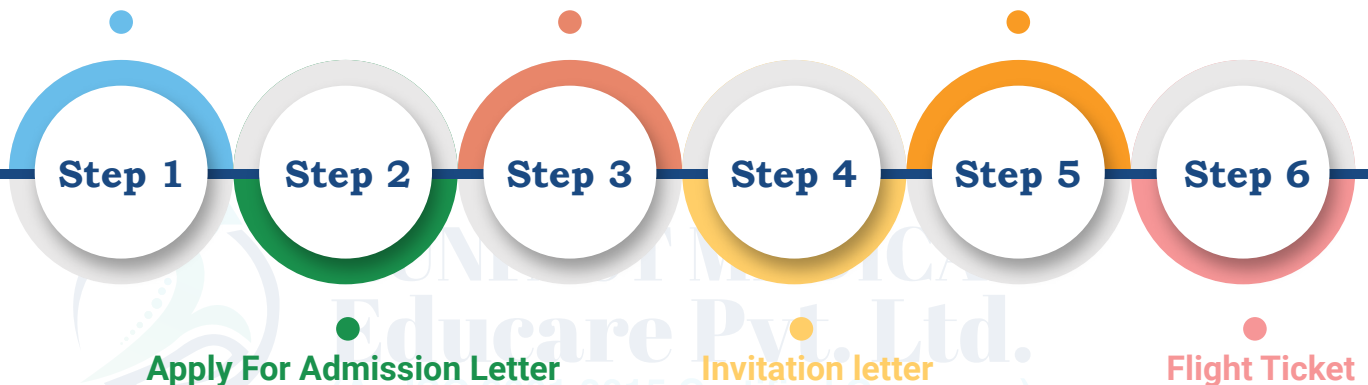 Step 1
Step 2
Step 3
Step 4
Step 5
Step 6
Educare Pvt. Ltd.
Apply For Admission Letter
Invitation letter
Flight Ticket